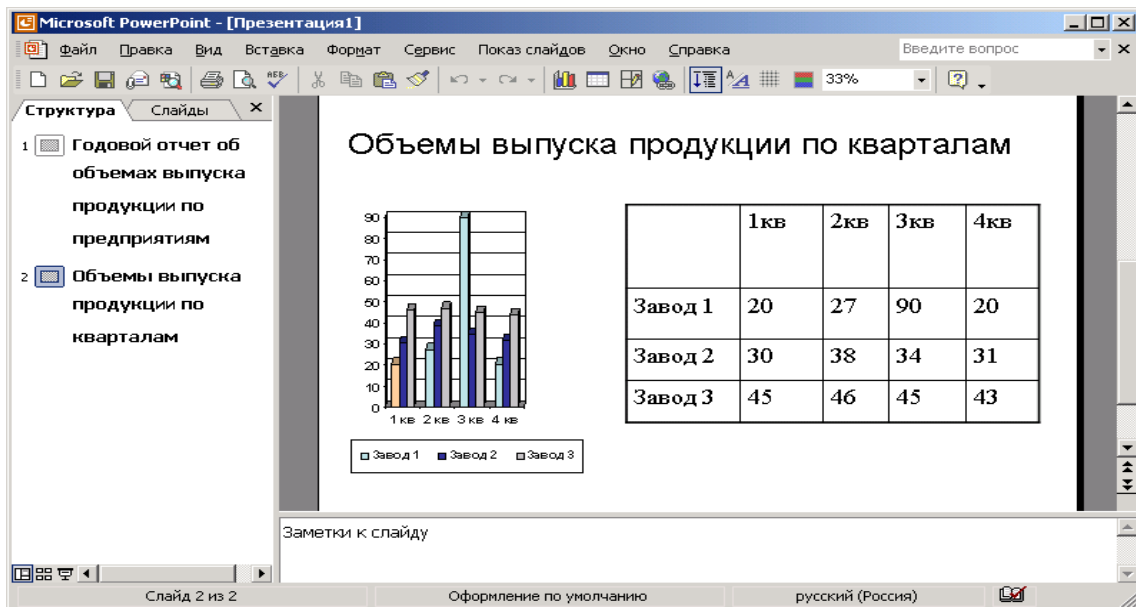 Microsoft PowerPoint - [Презентация1]
Файл Правка Вид Вставка Формат Сервис Показ слайдов Окно Справка Введите вопрос
33%
Структура Слайды
1 Годовой отчет об
объемах выпуска
продукции по
предприятиям
2 Объемы выпуска
продукции по
кварталам
Объемы выпуска продукции по кварталам
90
80
70
60
50
40
30
20
10
0
1 кв 2 кв 3 кв 4 кв
Завод 1 Завод 2 Завод 3
1кв 2кв 3кв 4кв
Завод 1 20 27 90 20
Завод 2 30 38 34 31
Завод 3 45 46 45 43
Заметки к слайду
Слайд 2 из 2 Оформление по умолчанию русский (Россия)